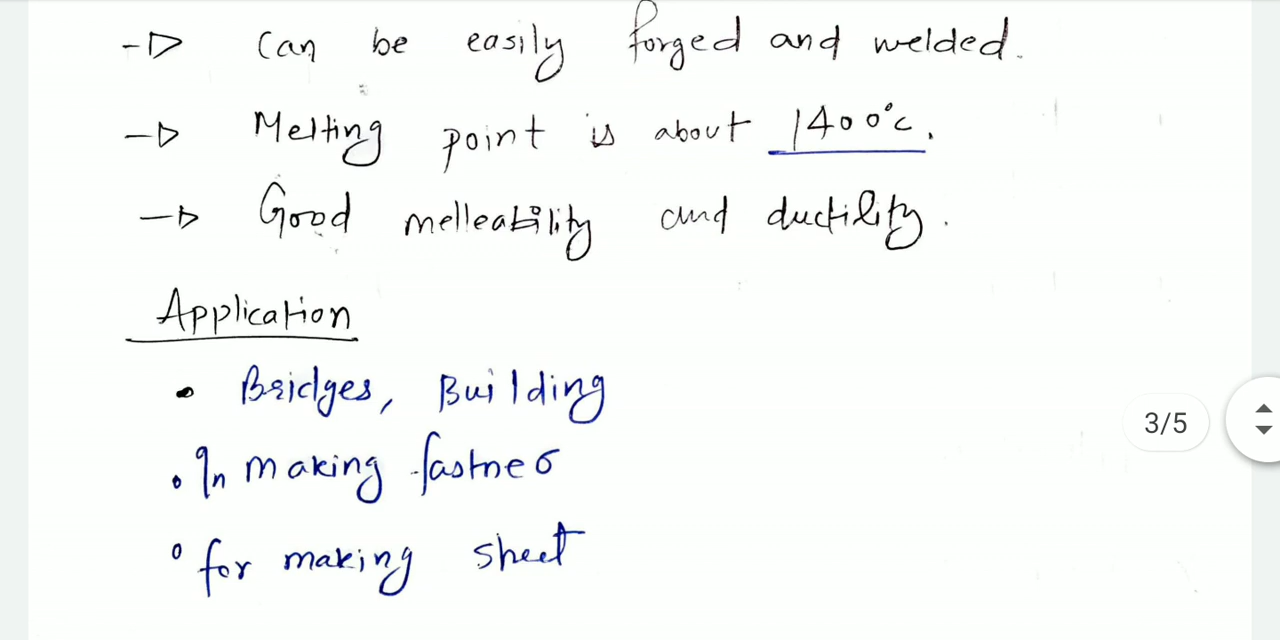 —▷ Can be easily forged and welded.
—▷ Melting point is about 1400°c.
—▷ Good melleability and ductility.
Application
• Bridges, Building
• In making fastner
3/5
• for making sheet